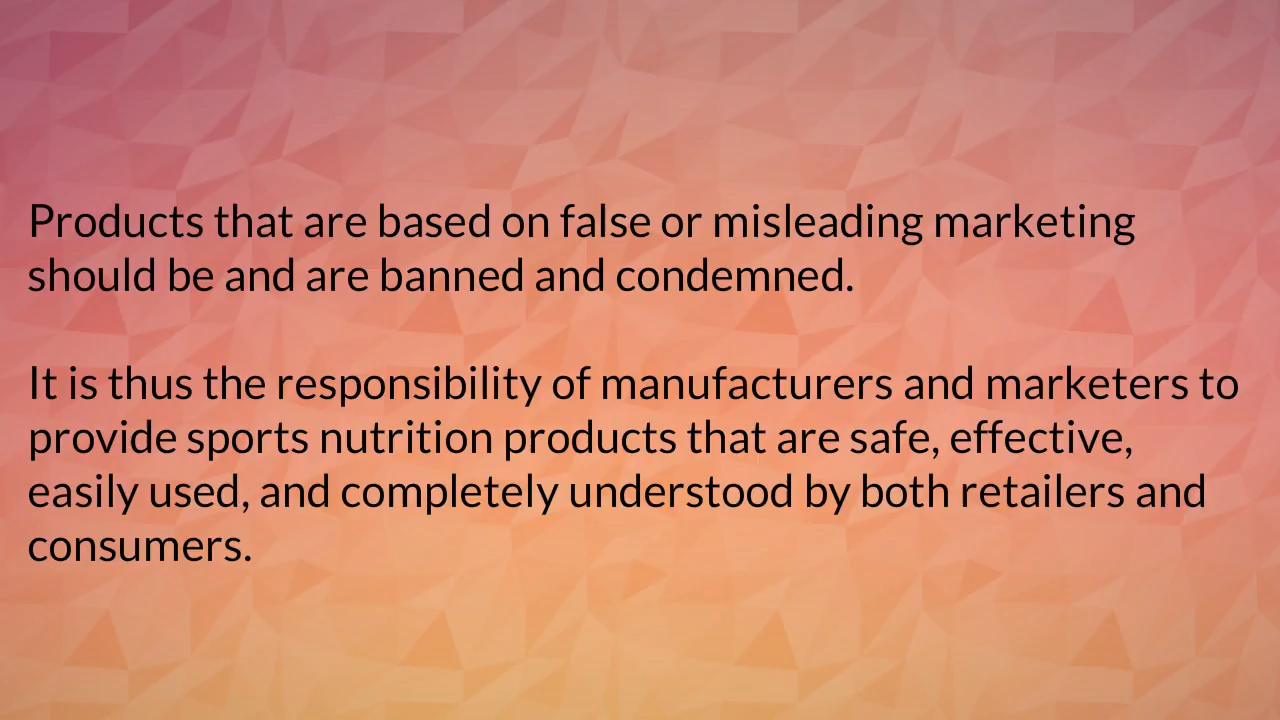 Products that are based on false or misleading marketing
should be and are banned and condemned.
It is thus the responsibility of manufacturers and marketers to
provide sports nutrition products that are safe, effective,
easily used, and completely understood by both retailers and
consumers.